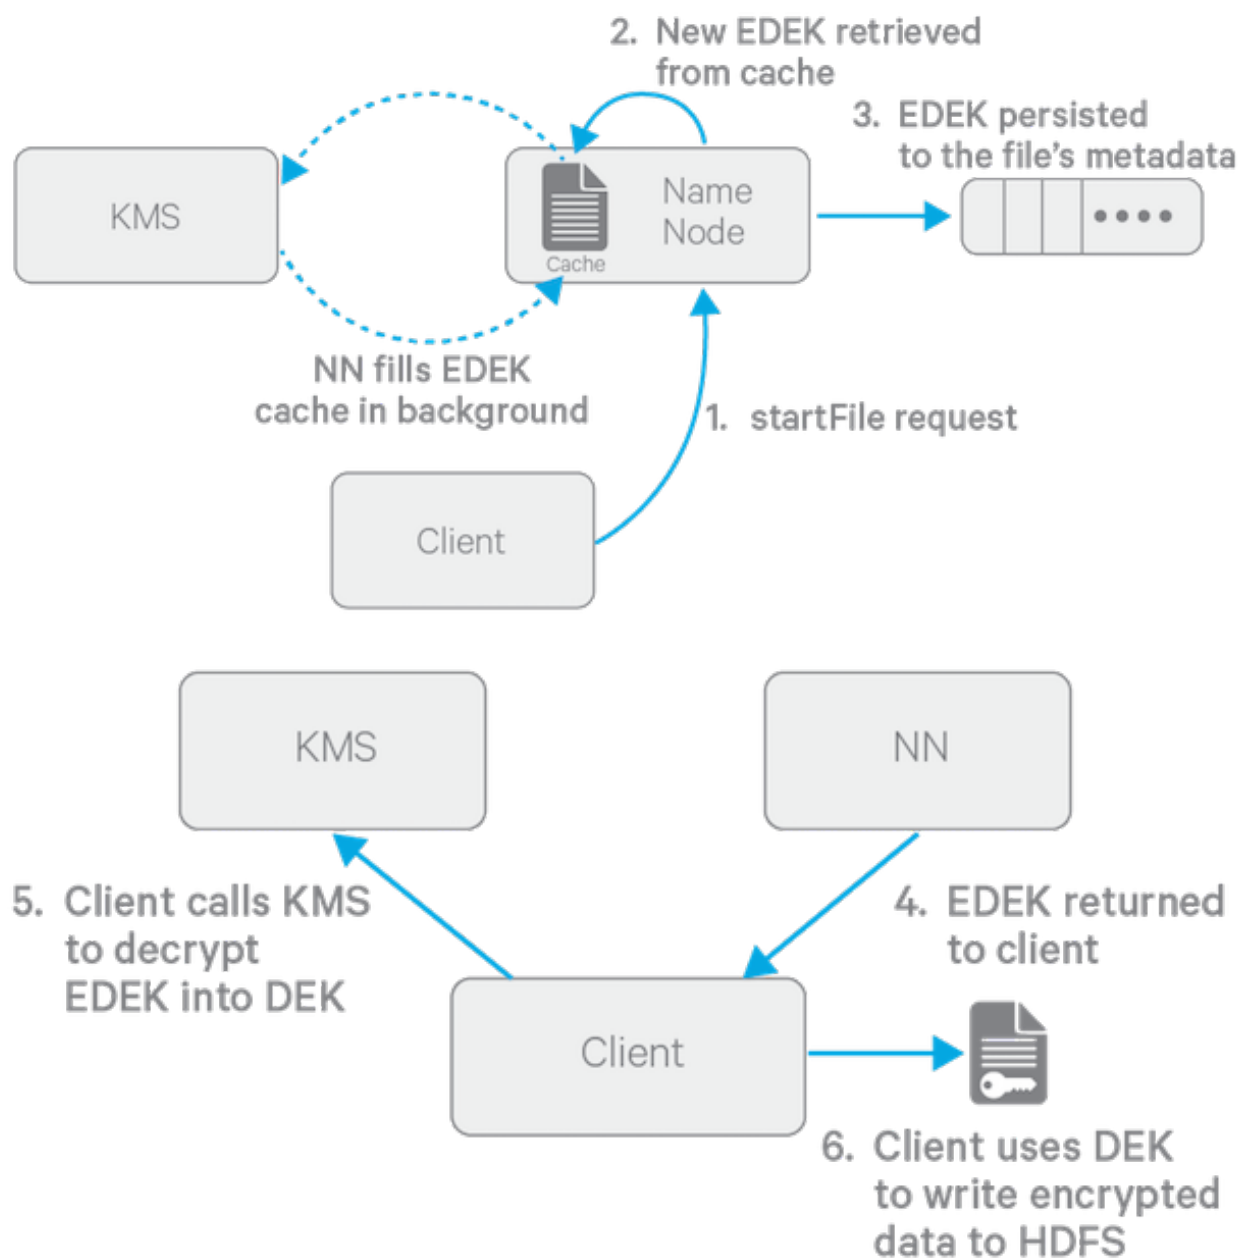 2. New EDEK retrieved
from cache
3. EDEK persisted
to the file's metadata
KMS
Name
Node
Cache
NN fills EDEK
cache in background
1. startFile request
Client
KMS
NN
5. Client calls KMS
to decrypt
EDEK into DEK
4. EDEK returned
to client
Client
6. Client uses DEK
to write encrypted
data to HDFS